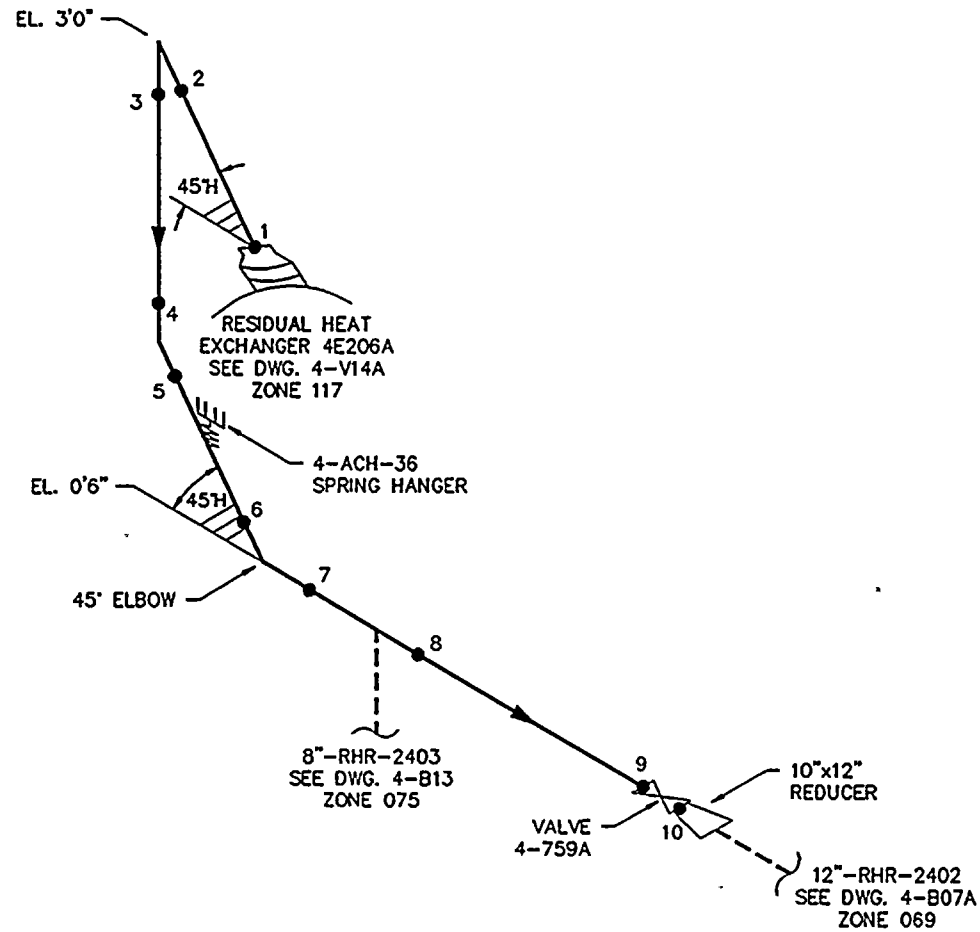 EL. 3'0"
2
3
45°H
1
4
RESIDUAL HEAT
EXCHANGER 4E206A
SEE DWG. 4-V14A
ZONE 117
5
4-ACH-36
SPRING HANGER
EL. 0'6"
45°H
6
45° ELBOW
7
8
8"-RHR-2403
SEE DWG. 4-B13
ZONE 075
9
10"x12"
REDUCER
VALVE
4-759A
10
12"-RHR-2402
SEE DWG. 4-B07A
ZONE 069